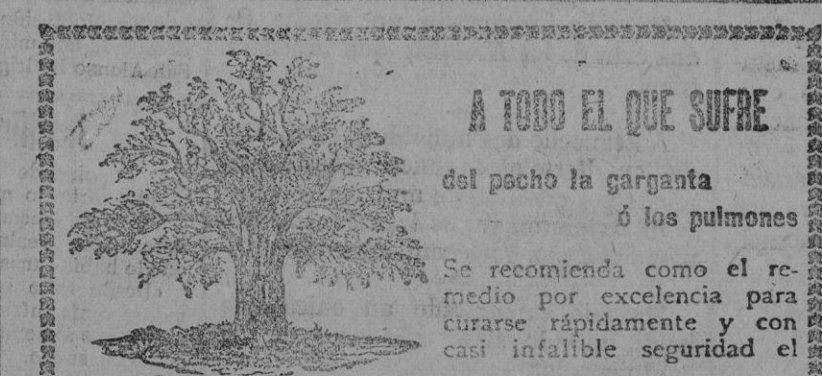 A TODO EL QUE SUFRE
del pecho la garganta
ó los pulmones
Se recomienda como el re-
medio por excelencia para
curarse rápidamente y con
casi infalible seguridad el